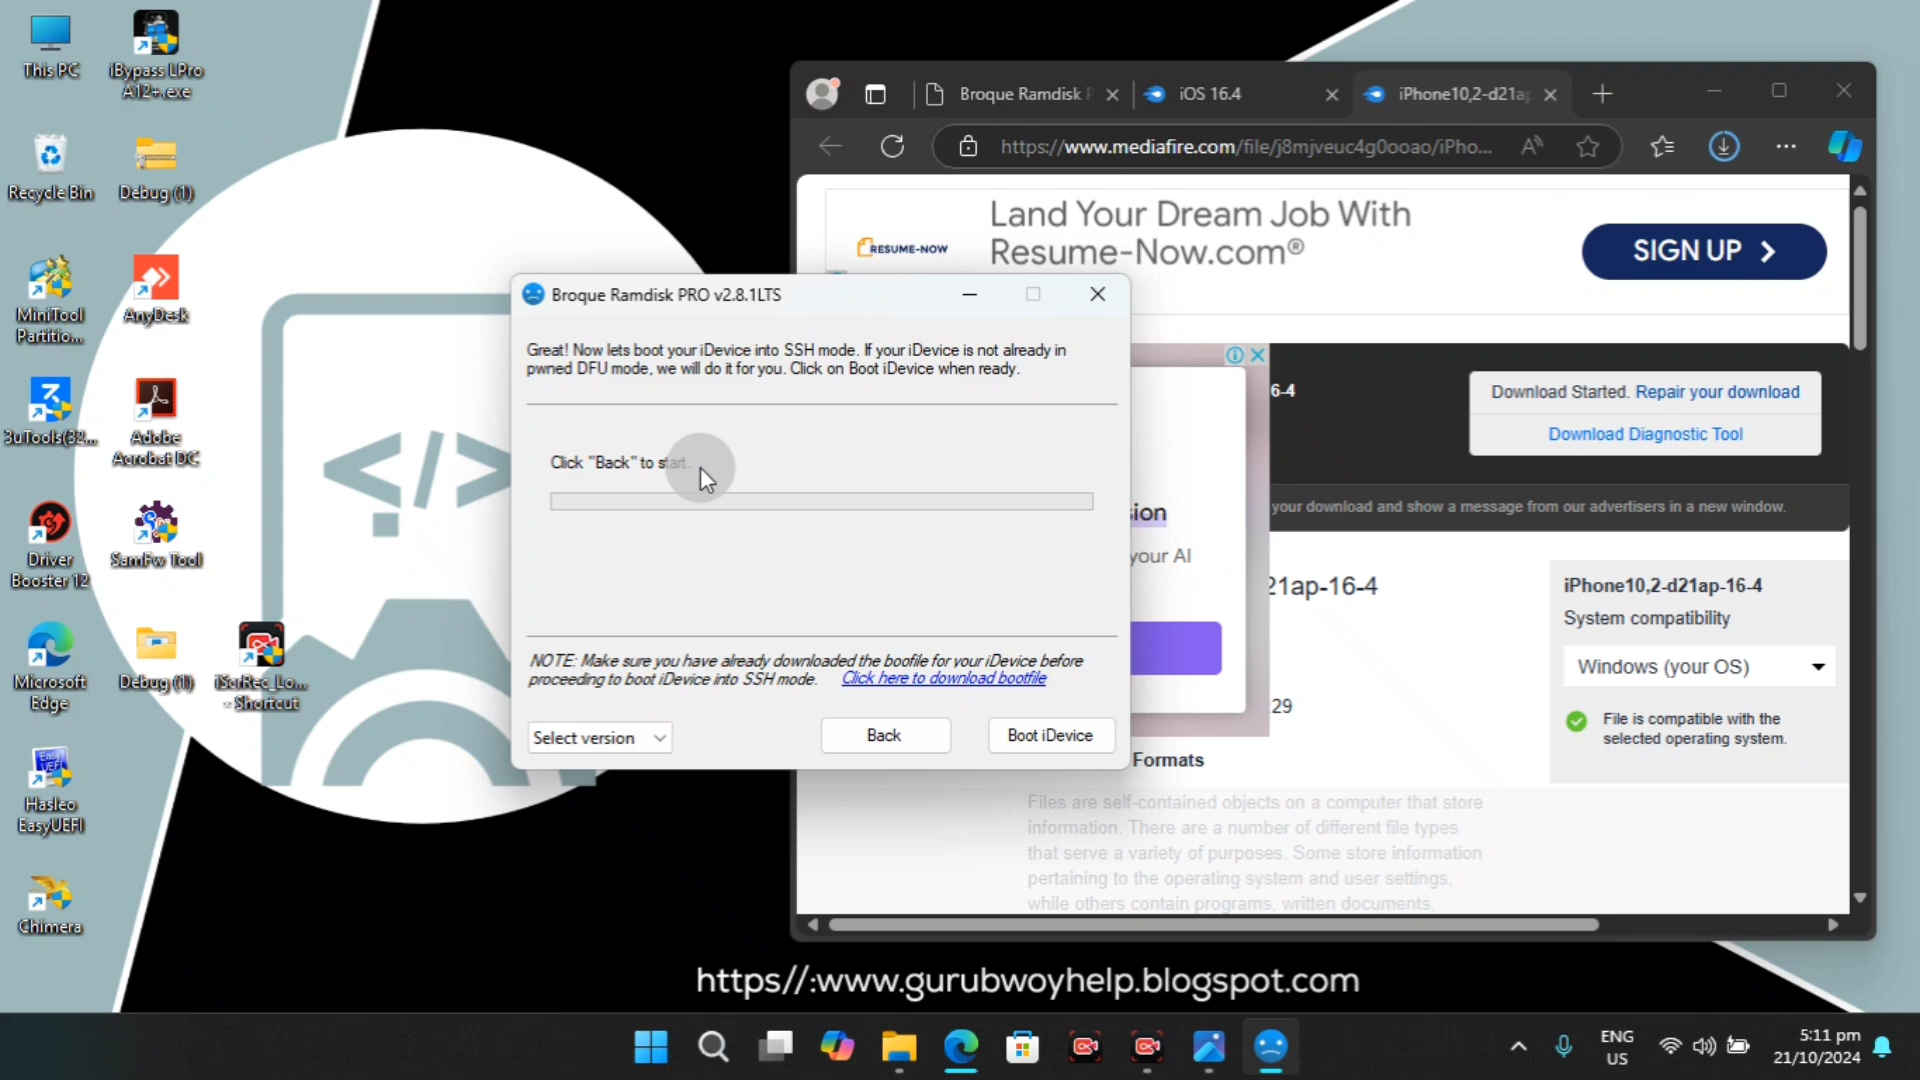 This PC
iBypass LPro
A12+.exe
Recycle Bin
Debug (1)
MiniTool
Partitio...
AnyDesk
3uTools(32...
Adobe
Acrobat DC
Driver
Booster 12
SamFw Tool
Microsoft
Edge
Debug (1)
iScrRec_Lo...
- Shortcut
Hasleo
EasyUEFI
Chimera
Broque Ramdisk P
iOS 16.4
iPhone10,2-d21ap
https://www.mediafire.com/file/j8mjveuc4g0ooao/iPho...
RESUME-NOW
Land Your Dream Job With
Resume-Now.com®
SIGN UP
Broque Ramdisk PRO v2.8.1LTS
Great! Now lets boot your iDevice into SSH mode. If your iDevice is not already in
pwned DFU mode, we will do it for you. Click on Boot iDevice when ready.
Click "Back" to start.
NOTE: Make sure you have already downloaded the boofile for your iDevice before
proceeding to boot iDevice into SSH mode. Click here to download bootfile
Select version
Back
Boot iDevice
6-4
Download Started. Repair your download
Download Diagnostic Tool
your download and show a message from our advertisers in a new window.
sion
your AI
21ap-16-4
29
iPhone10,2-d21ap-16-4
System compatibility
Windows (your OS)
File is compatible with the
selected operating system.
Formats
Files are self-contained objects on a computer that store
information. There are a number of different file types
that serve a variety of purposes. Some store information
pertaining to the operating system and user settings,
while others contain programs, written documents,
https//:www.gurubwoyhelp.blogspot.com
ENG
US
5:11 pm
21/10/2024